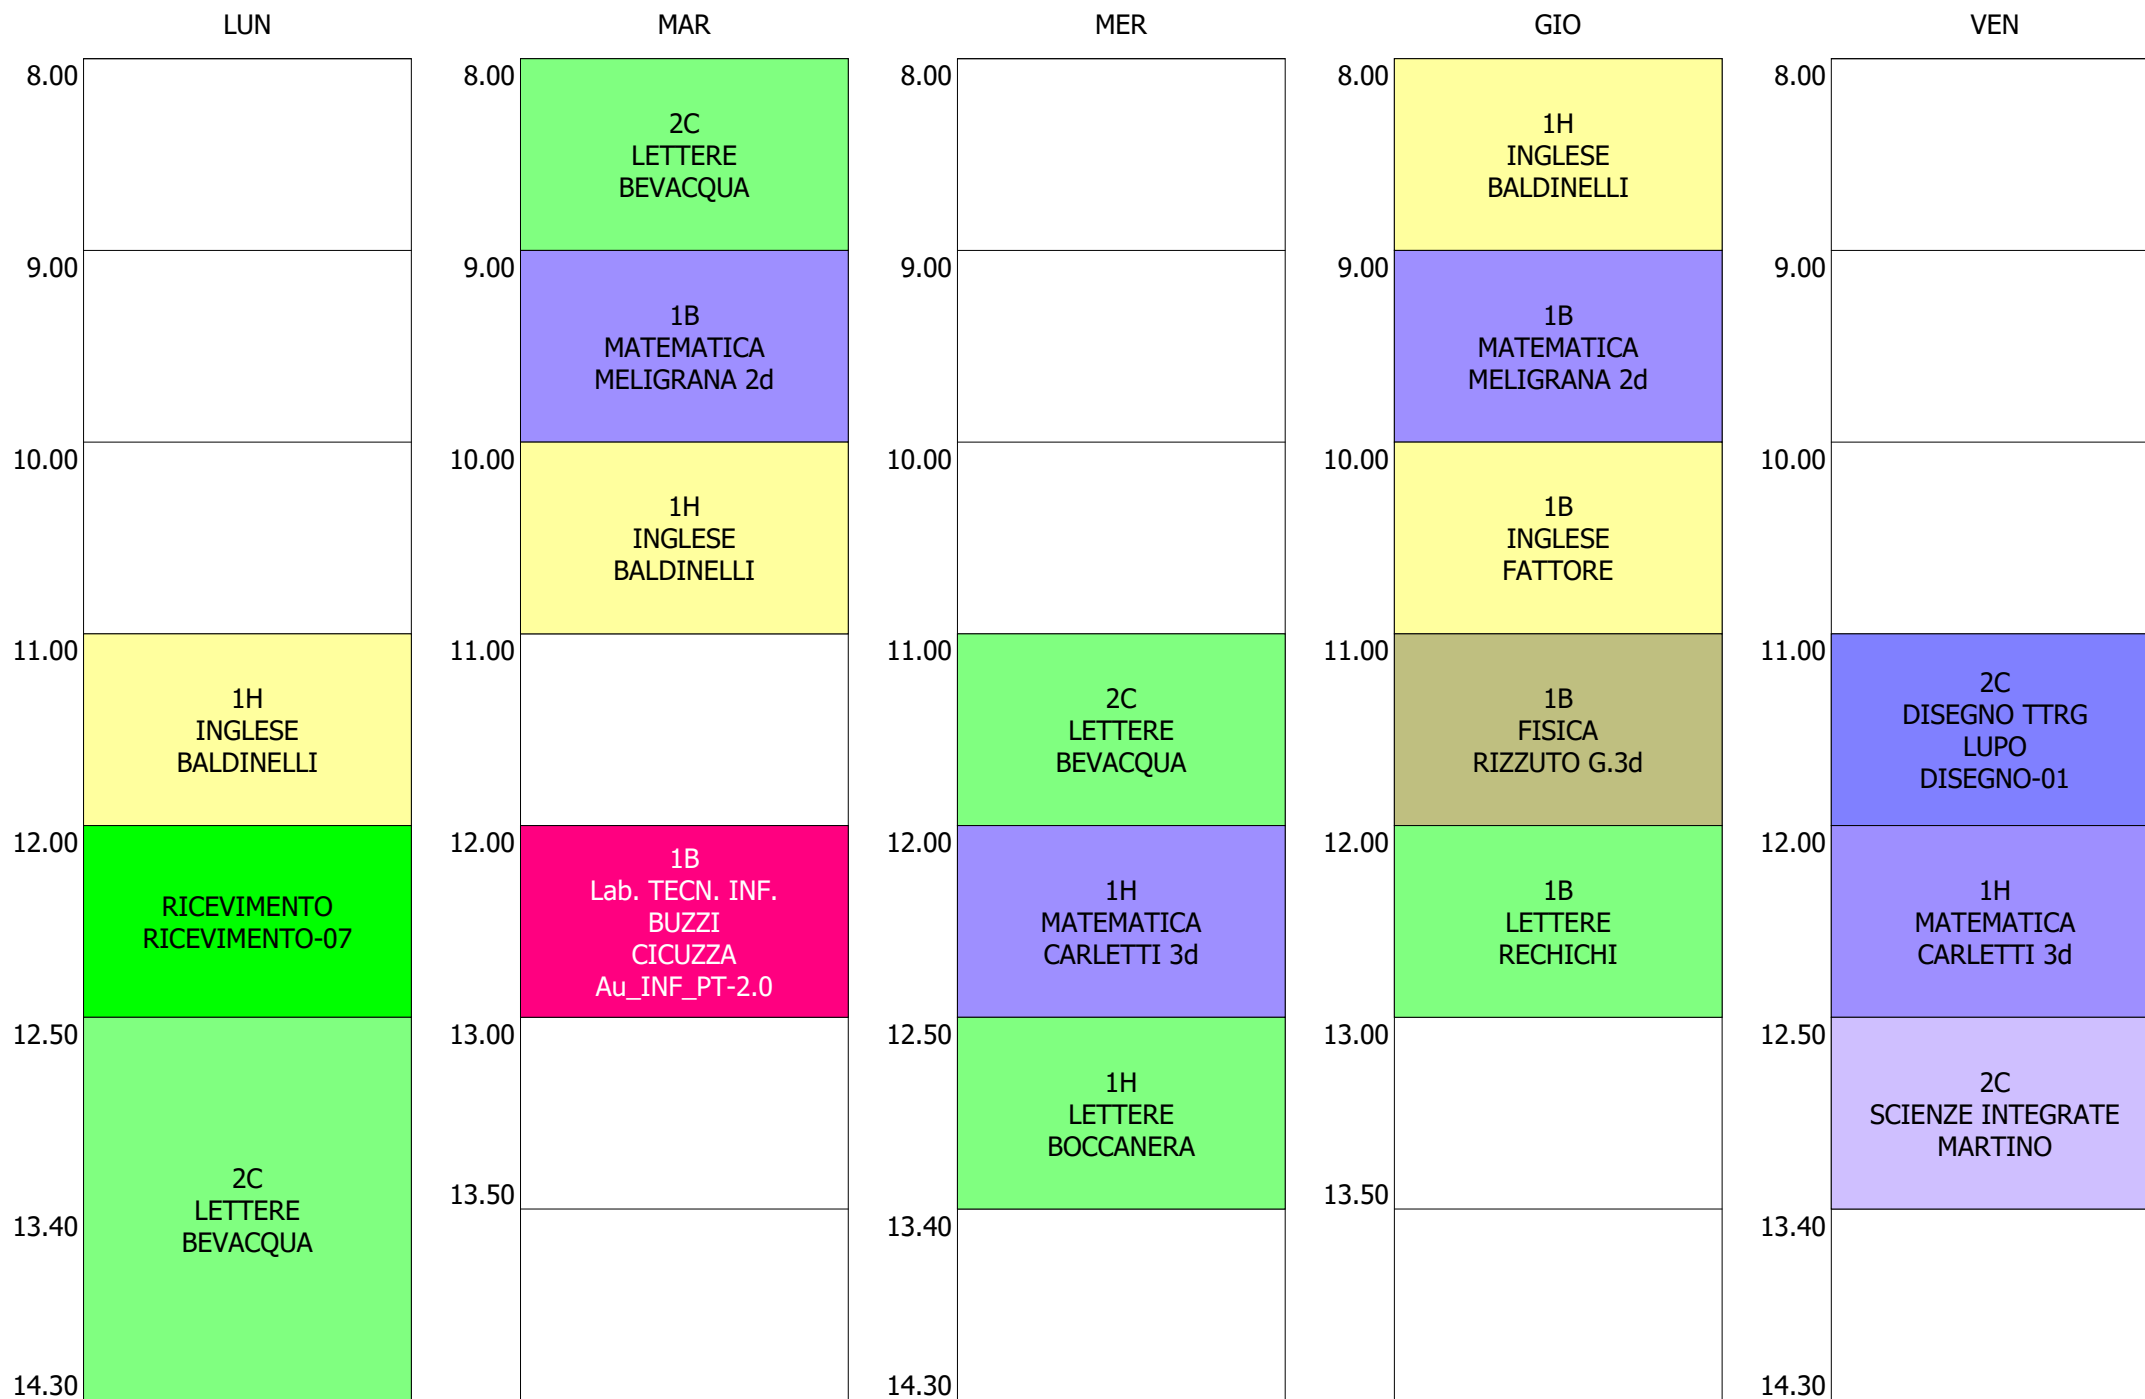 LUN
MAR
MER
GIO
VEN
8.00
9.00
10.00
11.00
1H
INGLESE
BALDINELLI
12.00
RICEVIMENTO
RICEVIMENTO-07
12.50
2C
LETTERE
BEVACQUA
13.40
14.30
8.00
2C
LETTERE
BEVACQUA
9.00
1B
MATEMATICA
MELIGRANA 2d
10.00
1H
INGLESE
BALDINELLI
11.00
12.00
1B
Lab. TECN. INF.
BUZZI
CICUZZA
Au_INF_PT-2.0
13.00
13.50
8.00
9.00
10.00
11.00
2C
LETTERE
BEVACQUA
12.00
1H
MATEMATICA
CARLETTI 3d
12.50
1H
LETTERE
BOCCANERA
13.40
14.30
8.00
1H
INGLESE
BALDINELLI
9.00
1B
MATEMATICA
MELIGRANA 2d
10.00
1B
INGLESE
FATTORE
11.00
1B
FISICA
RIZZUTO G.3d
12.00
1B
LETTERE
RECHICHI
13.00
13.50
8.00
9.00
10.00
11.00
2C
DISEGNO TTRG
LUPO
DISEGNO-01
12.00
1H
MATEMATICA
CARLETTI 3d
12.50
2C
SCIENZE INTEGRATE
MARTINO
13.40
14.30